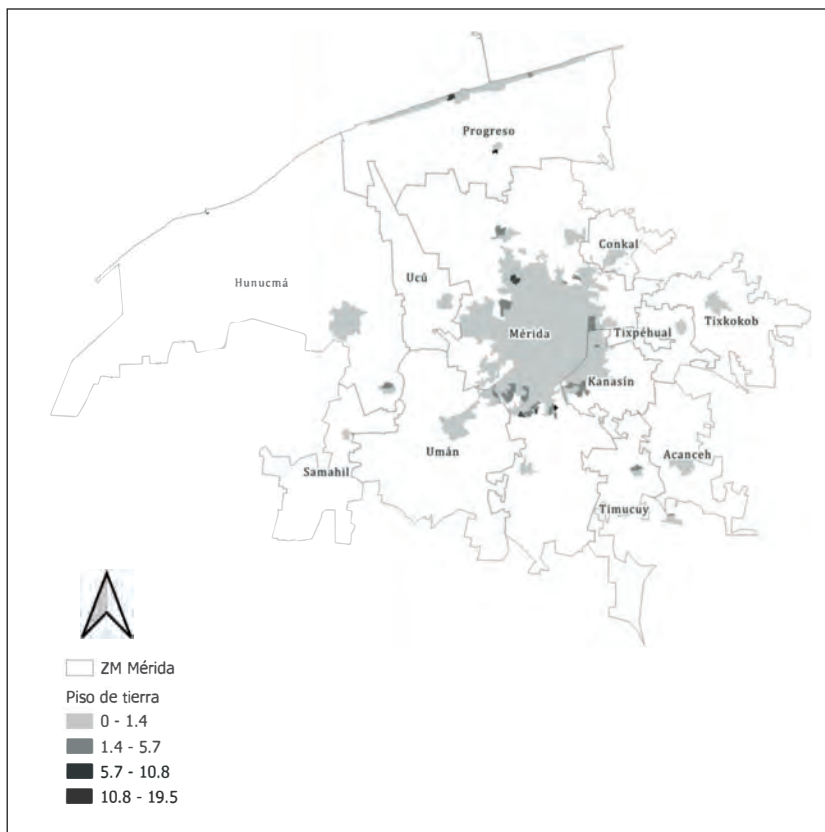 Progreso
Conkal
Ucú
Hunucmá
Tixkokob
Mérida
Tixpéhual
Kanasín
Umán
Acanceh
Samahil
Timucuy
ZM Mérida
Piso de tierra
0 - 1.4
1.4 - 5.7
5.7 - 10.8
10.8 - 19.5